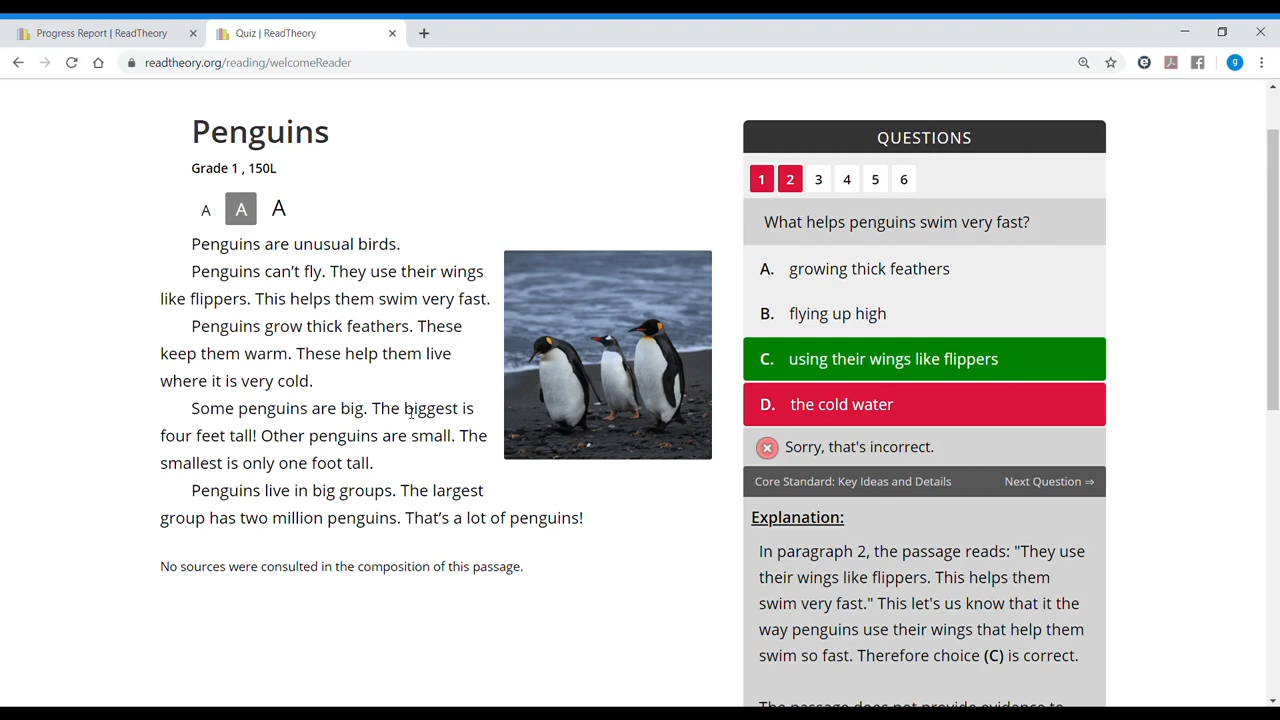 Progress Report | ReadTheory
Quiz | ReadTheory
readtheory.org/reading/welcomeReader
g
Penguins
Grade 1 , 150L
A A A
Penguins are unusual birds.
Penguins can’t fly. They use their wings
like flippers. This helps them swim very fast.
Penguins grow thick feathers. These
keep them warm. These help them live
where it is very cold.
Some penguins are big. The biggest is
four feet tall! Other penguins are small. The
smallest is only one foot tall.
Penguins live in big groups. The largest
group has two million penguins. That’s a lot of penguins!
No sources were consulted in the composition of this passage.
QUESTIONS
1 2 3 4 5 6
What helps penguins swim very fast?
A. growing thick feathers
B. flying up high
C. using their wings like flippers
D. the cold water
Sorry, that's incorrect.
Core Standard: Key Ideas and Details Next Question ⇒
Explanation:
In paragraph 2, the passage reads: "They use
their wings like flippers. This helps them
swim very fast." This let's us know that it the
way penguins use their wings that help them
swim so fast. Therefore choice (C) is correct.
The passage does not provide evidence to